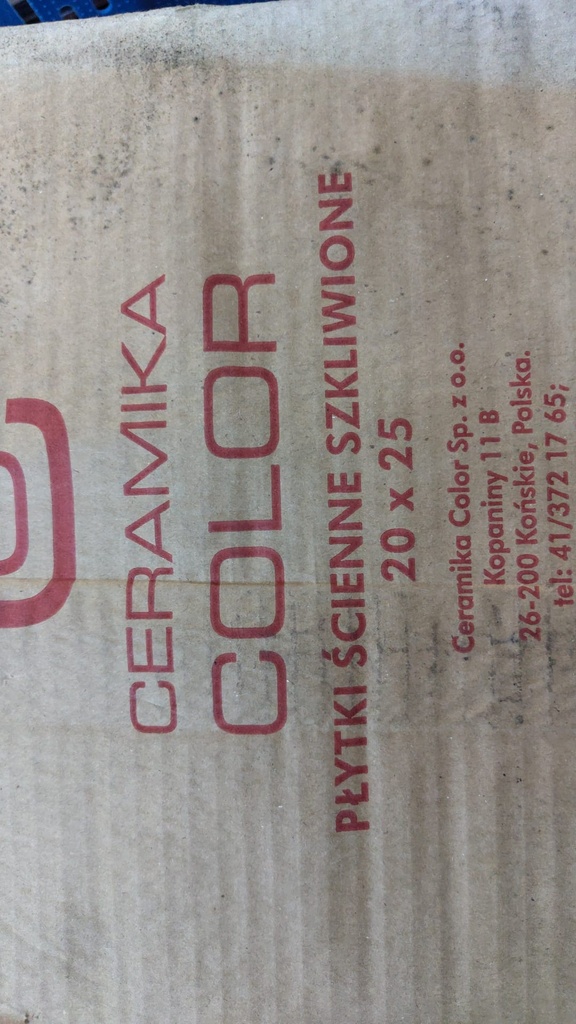 CERAMIKA
COLOR
PŁYTKI ŚCIENNE SZKLIWIONE
20 x 25
Ceramika Color Sp. z o.o.
Kopaniny 11 B
26-200 Końskie, Polska.
tel: 41/372 17 65;